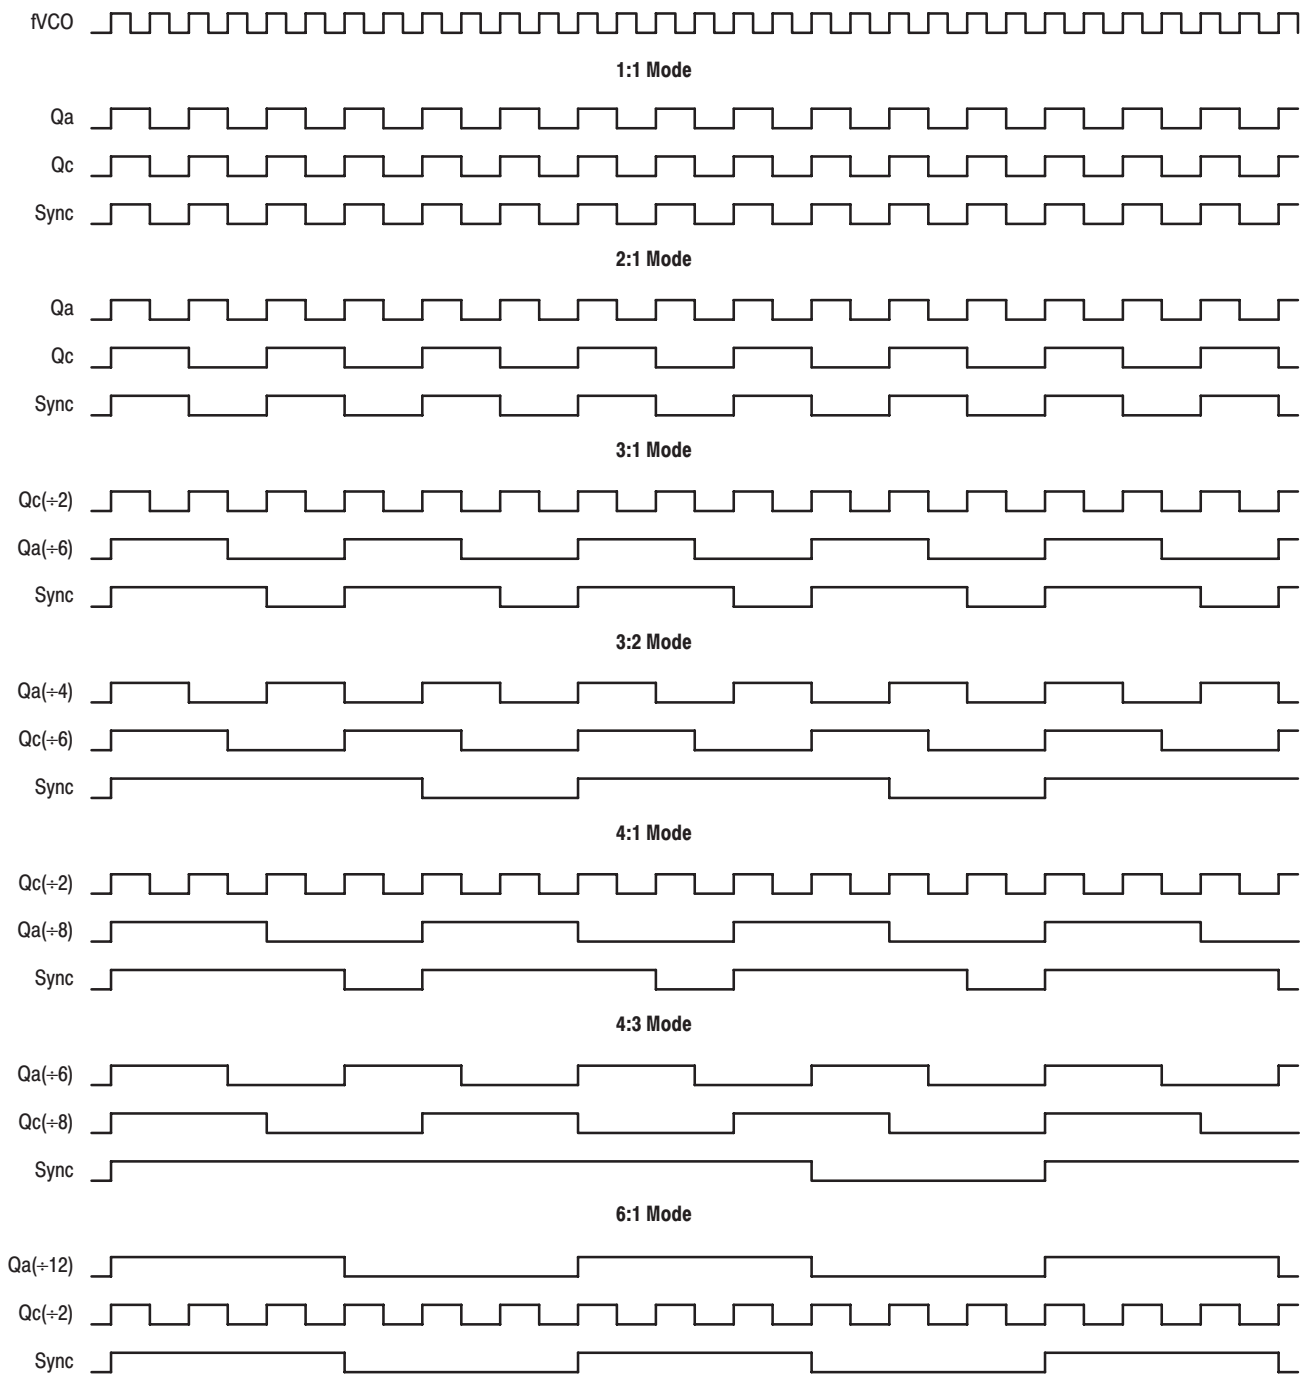 fVCO
1:1 Mode
Qa
Qc
Sync
2:1 Mode
Qa
Qc
Sync
3:1 Mode
Qc(÷2)
Qa(÷6)
Sync
3:2 Mode
Qa(÷4)
Qc(÷6)
Sync
4:1 Mode
Qc(÷2)
Qa(÷8)
Sync
4:3 Mode
Qa(÷6)
Qc(÷8)
Sync
6:1 Mode
Qa(÷12)
Qc(÷2)
Sync